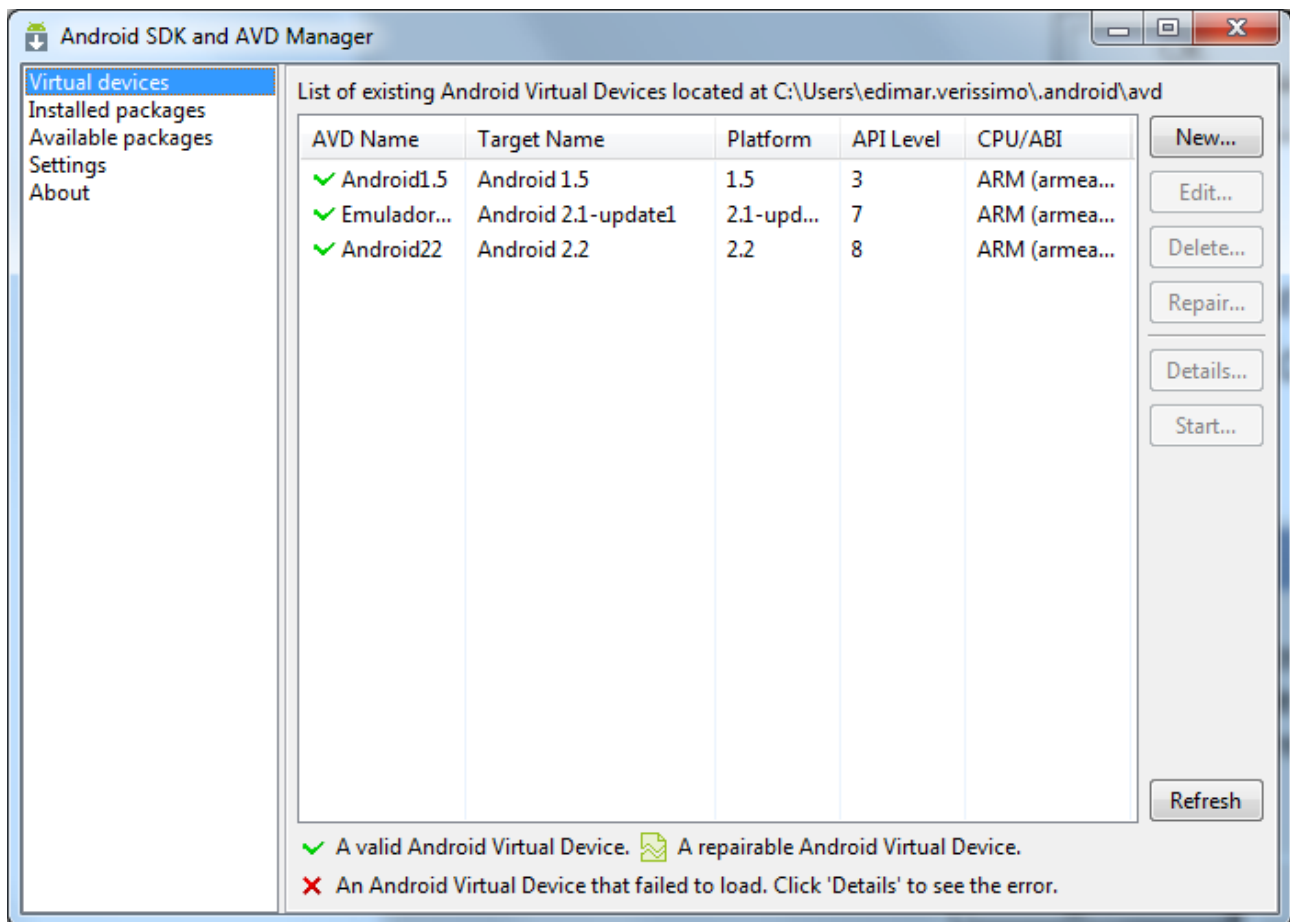 Android SDK and AVD Manager
Virtual devices
Installed packages
Available packages
Settings
About
List of existing Android Virtual Devices located at C:\Users\edimar.verissimo\.android\avd
AVD Name Target Name Platform API Level CPU/ABI
Android1.5 Android 1.5 1.5 3 ARM (armea...
Emulador... Android 2.1-update1 2.1-upd... 7 ARM (armea...
Android22 Android 2.2 2.2 8 ARM (armea...
New...
Edit...
Delete...
Repair...
Details...
Start...
Refresh
A valid Android Virtual Device. A repairable Android Virtual Device.
An Android Virtual Device that failed to load. Click 'Details' to see the error.